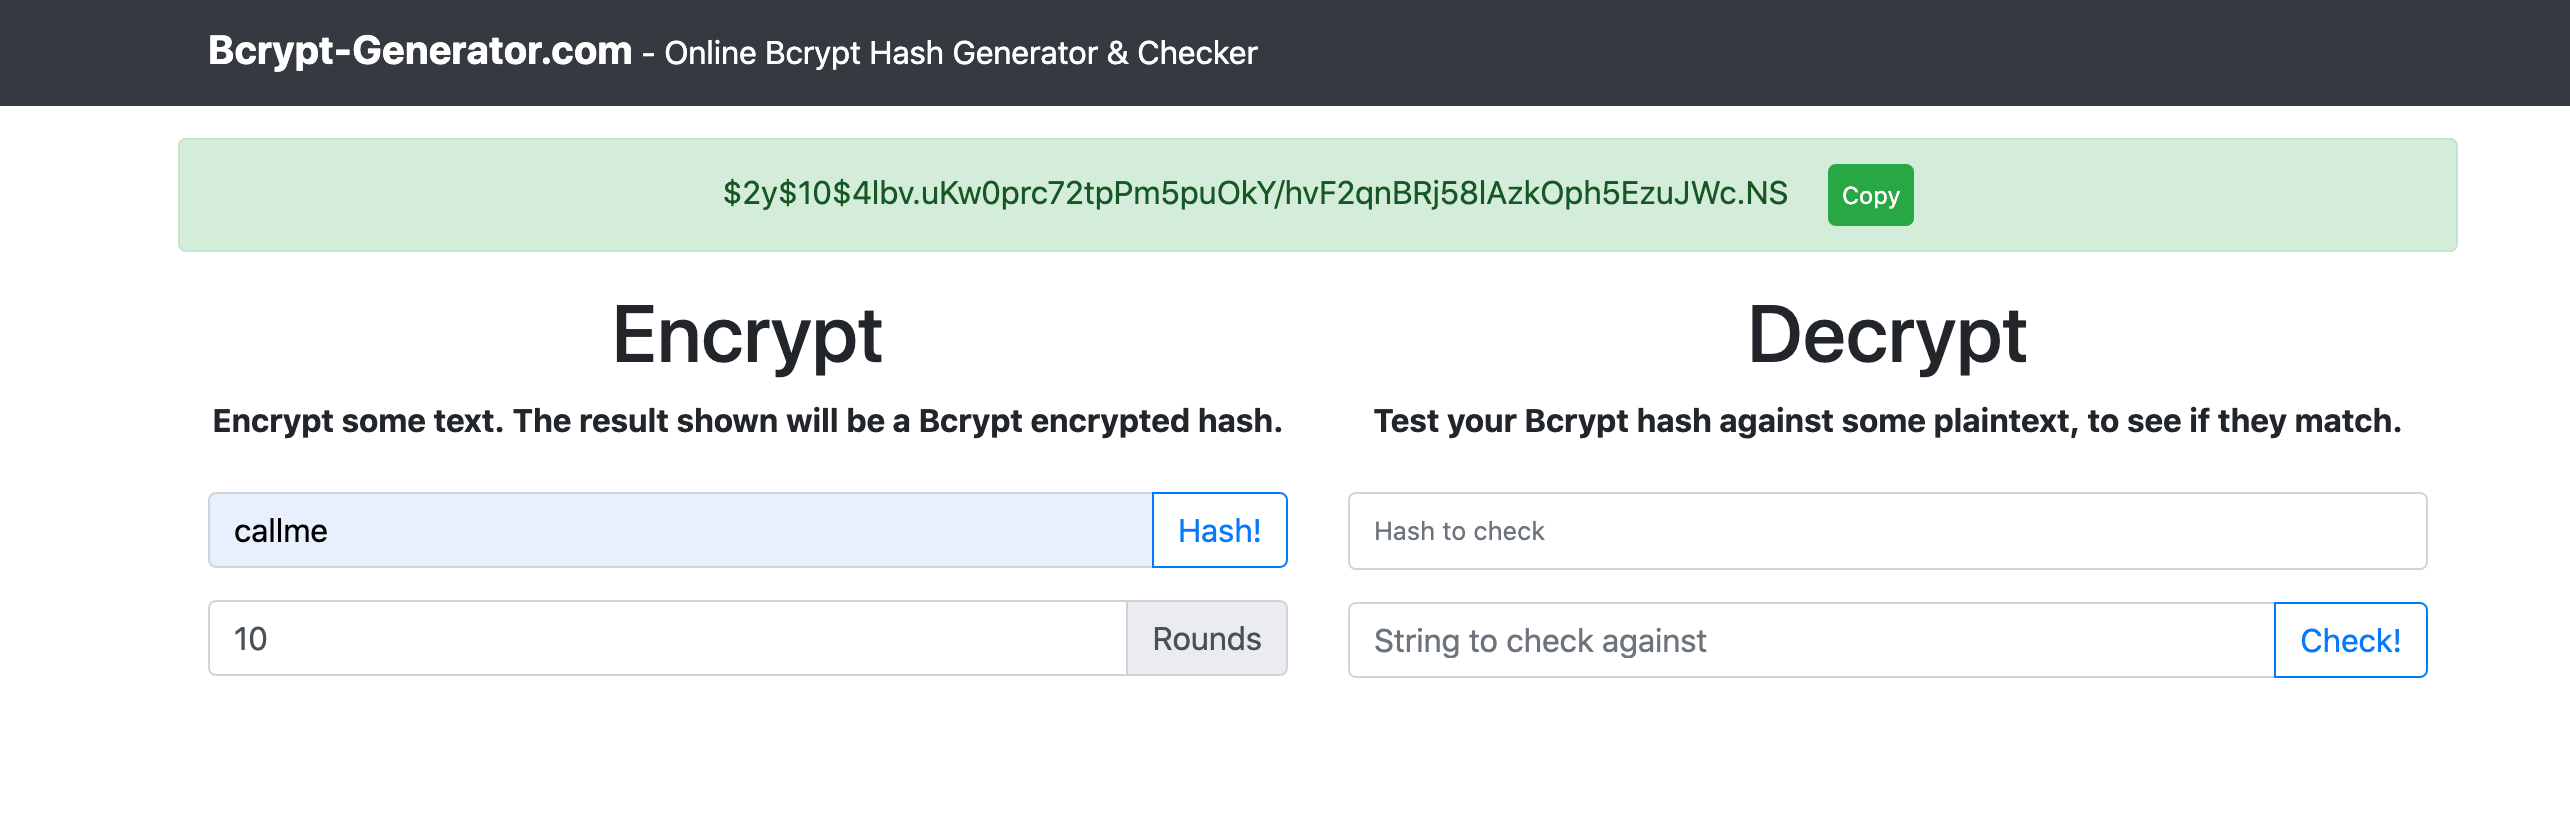 Bcrypt-Generator.com - Online Bcrypt Hash Generator & Checker
$2y$10$4lbv.uKw0prc72tpPm5puOkY/hvF2qnBRj58lAzkOph5EzuJWc.NS
Copy
Encrypt
Encrypt some text. The result shown will be a Bcrypt encrypted hash.
callme
Hash!
10
Rounds
Decrypt
Test your Bcrypt hash against some plaintext, to see if they match.
Hash to check
String to check against
Check!